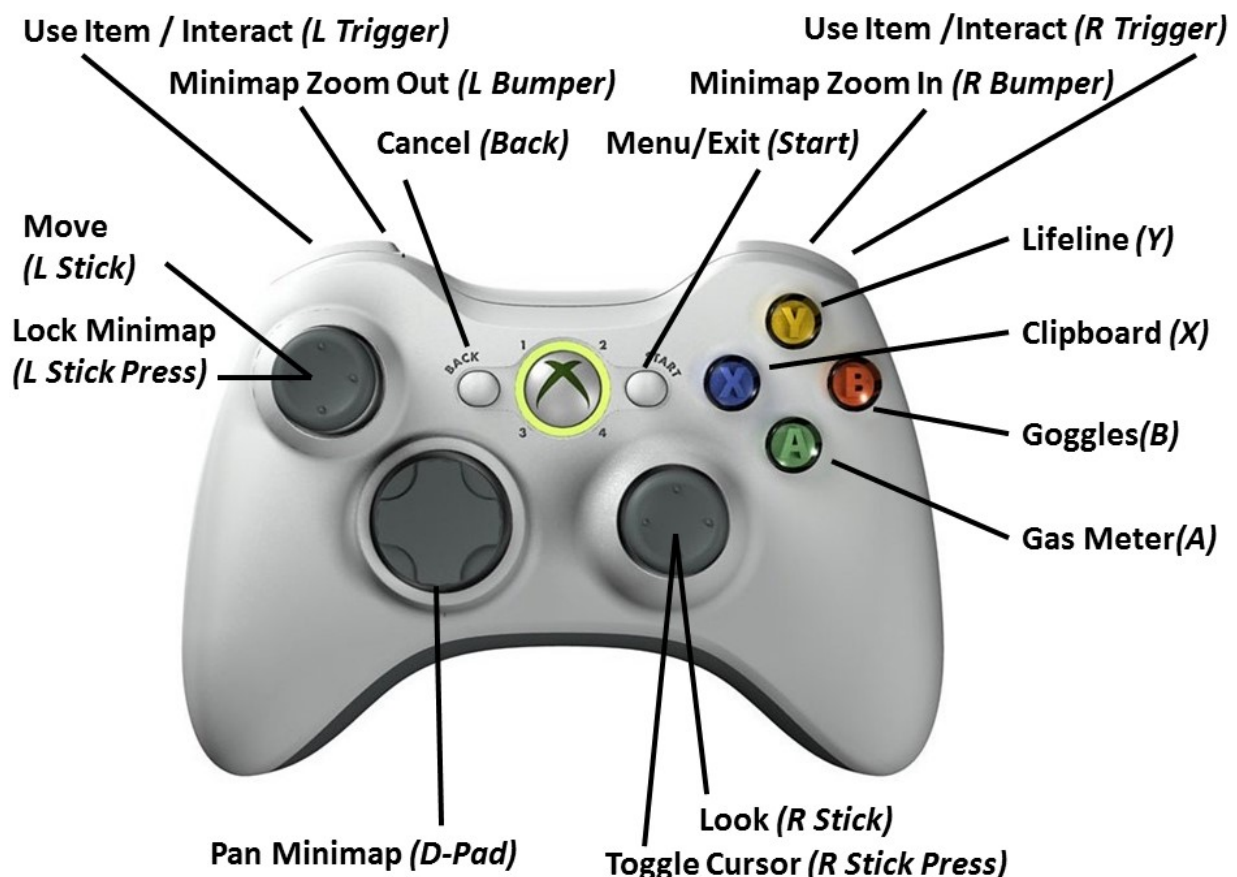 Use Item / Interact (L Trigger)
Use Item /Interact (R Trigger)
Minimap Zoom Out (L Bumper)
Minimap Zoom In (R Bumper)
Cancel (Back)
Menu/Exit (Start)
Move
(L Stick)
Lifeline (Y)
Lock Minimap
(L Stick Press)
Clipboard (X)
Goggles(B)
Gas Meter(A)
BACK
START
1
2
3
4
Y
X
B
A
Look (R Stick)
Pan Minimap (D-Pad)
Toggle Cursor (R Stick Press)